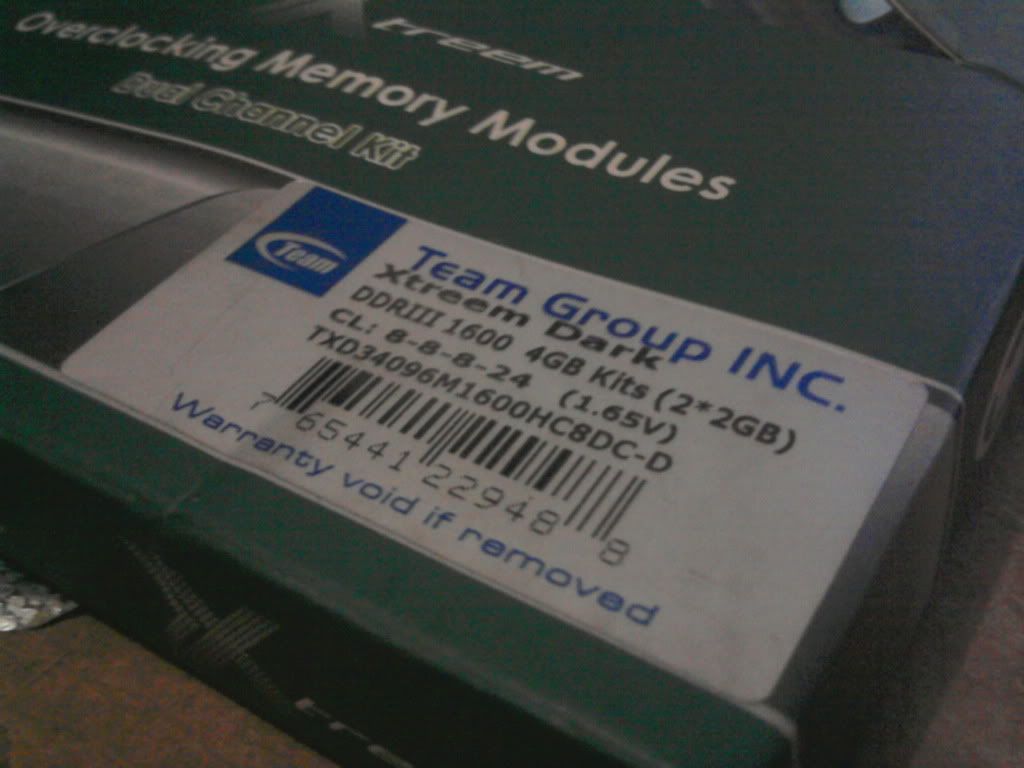 treem
Overclocking Memory Modules
Dual Channel Kit
Team
Team Group INC.
Xtreem Dark
DDRIII 1600 4GB Kits (2*2GB)
CL: 8-8-8-24 (1.65V)
TXD34096M1600HC8DC-D
7 65441 22948 8
Warranty void if removed
tre